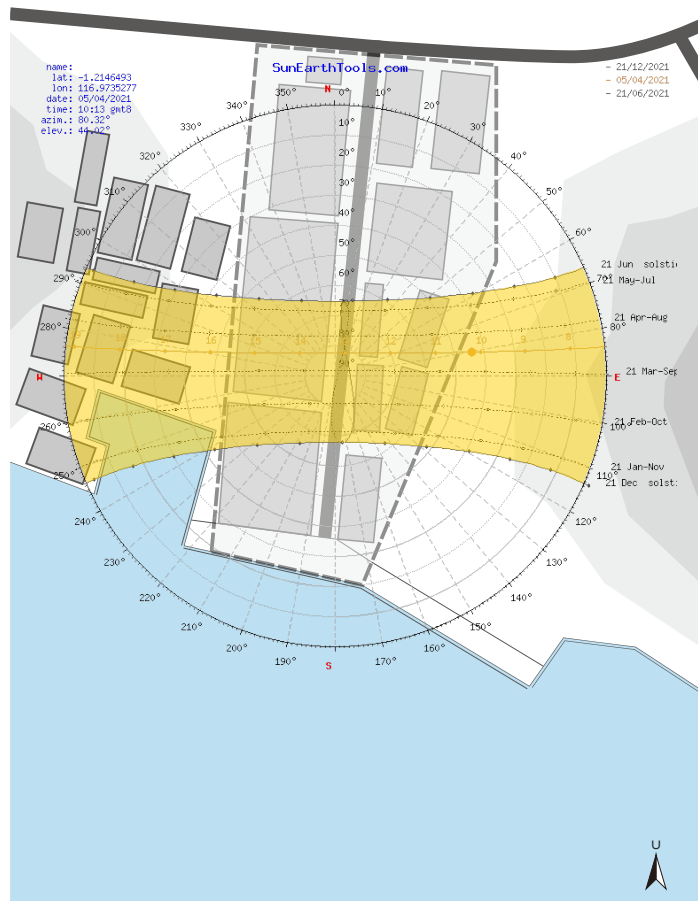 SunEarthTools.com
name:
lat: -1.2146493
lon: 116.9735277
date: 05/04/2021
time: 10:13 gmt8
azim.: 80.32°
elev.: 44.02°
- 21/12/2021
- 05/04/2021
- 21/06/2021
N
350°
0°
10°
340°
20°
330°
30°
320°
40°
310°
50°
300°
60°
290°
70°
280°
80°
W
E
260°
100°
250°
110°
240°
120°
230°
130°
220°
140°
210°
150°
200°
160°
190°
170°
S
10°
20°
30°
40°
50°
60°
21 Jun solsti
21 May-Jul
21 Apr-Aug
21 Mar-Sep
21 Feb-Oct
21 Jan-Nov
21 Dec solst
16
15
14
13
12
11
10
9
8
U